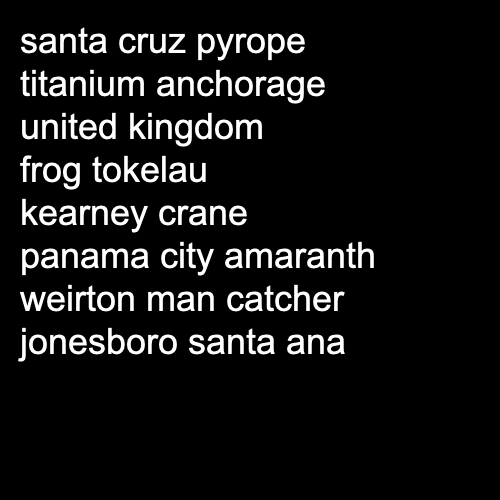 santa cruz pyrope
titanium anchorage
united kingdom
frog tokelau
kearney crane
panama city amaranth
weirton man catcher
jonesboro santa ana